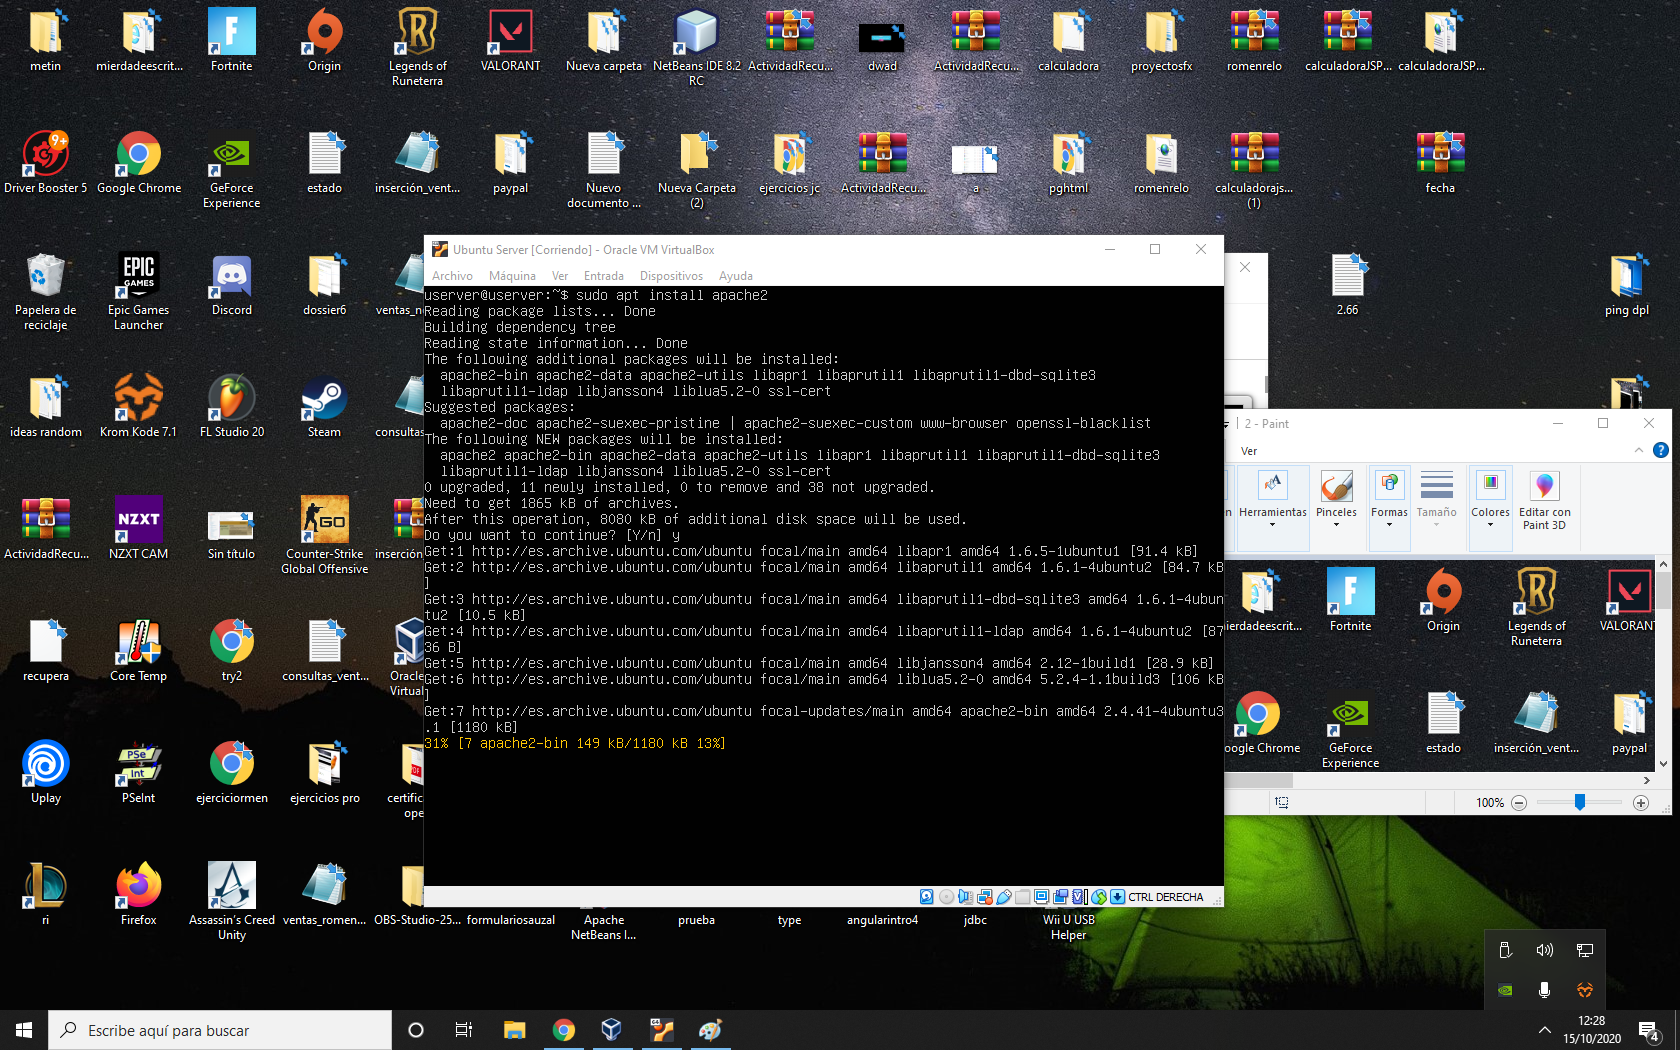 metin
mierdadeescrit...
Fortnite
Origin
Legends of
Runeterra
VALORANT
Nueva carpeta
NetBeans IDE 8.2
RC
ActividadRecu...
dwad
ActividadRecu...
calculadora
proyectosfx
romenrelo
calculadoraJSP...
calculadoraJSP...
9+
Driver Booster 5
Google Chrome
GeForce
Experience
estado
inserción_vent...
paypal
Nuevo
documento ...
Nueva Carpeta
(2)
ejercicios jc
ActividadRecu...
a
pghtml
romenrelo
calculadorajs...
(1)
fecha
Papelera de
reciclaje
EPIC
GAMES
Epic Games
Launcher
Discord
dossier6
ventas_n
2.66
ping dpl
ideas random
Krom Kode 7.1
FL Studio 20
Steam
consultas
ActividadRecu...
NZXT
NZXT CAM
Sin título
GO
Counter-Strike
Global Offensive
inserción
recupera
Core Temp
try2
consultas_vent...
Oracle
Virtual
Uplay
PSe
Int
PSeInt
ejerciciormen
ejercicios pro
certific
ope
ri
Firefox
Assassin's Creed
Unity
ventas_romen...
OBS-Studio-25...
formulariosauzal
Apache
NetBeans I...
prueba
type
angularintro4
jdbc
Wii U USB
Helper
Ubuntu Server [Corriendo] - Oracle VM VirtualBox
Archivo Máquina Ver Entrada Dispositivos Ayuda
userver@userver:~$ sudo apt install apache2
Reading package lists... Done
Building dependency tree
Reading state information... Done
The following additional packages will be installed:
apache2-bin apache2-data apache2-utils libapr1 libaprutil1 libaprutil1-dbd-sqlite3
libaprutil1-ldap libjansson4 liblua5.2-0 ssl-cert
Suggested packages:
apache2-doc apache2-suexec-pristine | apache2-suexec-custom www-browser openssl-blacklist
The following NEW packages will be installed:
apache2 apache2-bin apache2-data apache2-utils libapr1 libaprutil1 libaprutil1-dbd-sqlite3
libaprutil1-ldap libjansson4 liblua5.2-0 ssl-cert
0 upgraded, 11 newly installed, 0 to remove and 38 not upgraded.
Need to get 1865 kB of archives.
After this operation, 8080 kB of additional disk space will be used.
Do you want to continue? [Y/n] y
Get:1 http://es.archive.ubuntu.com/ubuntu focal/main amd64 libapr1 amd64 1.6.5-1ubuntu1 [91.4 kB]
Get:2 http://es.archive.ubuntu.com/ubuntu focal/main amd64 libaprutil1 amd64 1.6.1-4ubuntu2 [84.7 kB
]
Get:3 http://es.archive.ubuntu.com/ubuntu focal/main amd64 libaprutil1-dbd-sqlite3 amd64 1.6.1-4ubun
tu2 [10.5 kB]
Get:4 http://es.archive.ubuntu.com/ubuntu focal/main amd64 libaprutil1-ldap amd64 1.6.1-4ubuntu2 [87
36 B]
Get:5 http://es.archive.ubuntu.com/ubuntu focal/main amd64 libjansson4 amd64 2.12-1build1 [28.9 kB]
Get:6 http://es.archive.ubuntu.com/ubuntu focal/main amd64 liblua5.2-0 amd64 5.2.4-1.1build3 [106 kB
]
Get:7 http://es.archive.ubuntu.com/ubuntu focal-updates/main amd64 apache2-bin amd64 2.4.41-4ubuntu3
.1 [1180 kB]
31% [7 apache2-bin 149 kB/1180 kB 13%]
CTRL DERECHA
2 - Paint
Ver
n
Herramientas
Pinceles
Formas
Tamaño
Colores
Editar con
Paint 3D
nierdadeescrit...
Fortnite
Origin
Legends of
Runeterra
VALORANT
oogle Chrome
GeForce
Experience
estado
inserción_vent...
paypal
100%
Escribe aquí para buscar
12:28
15/10/2020
4